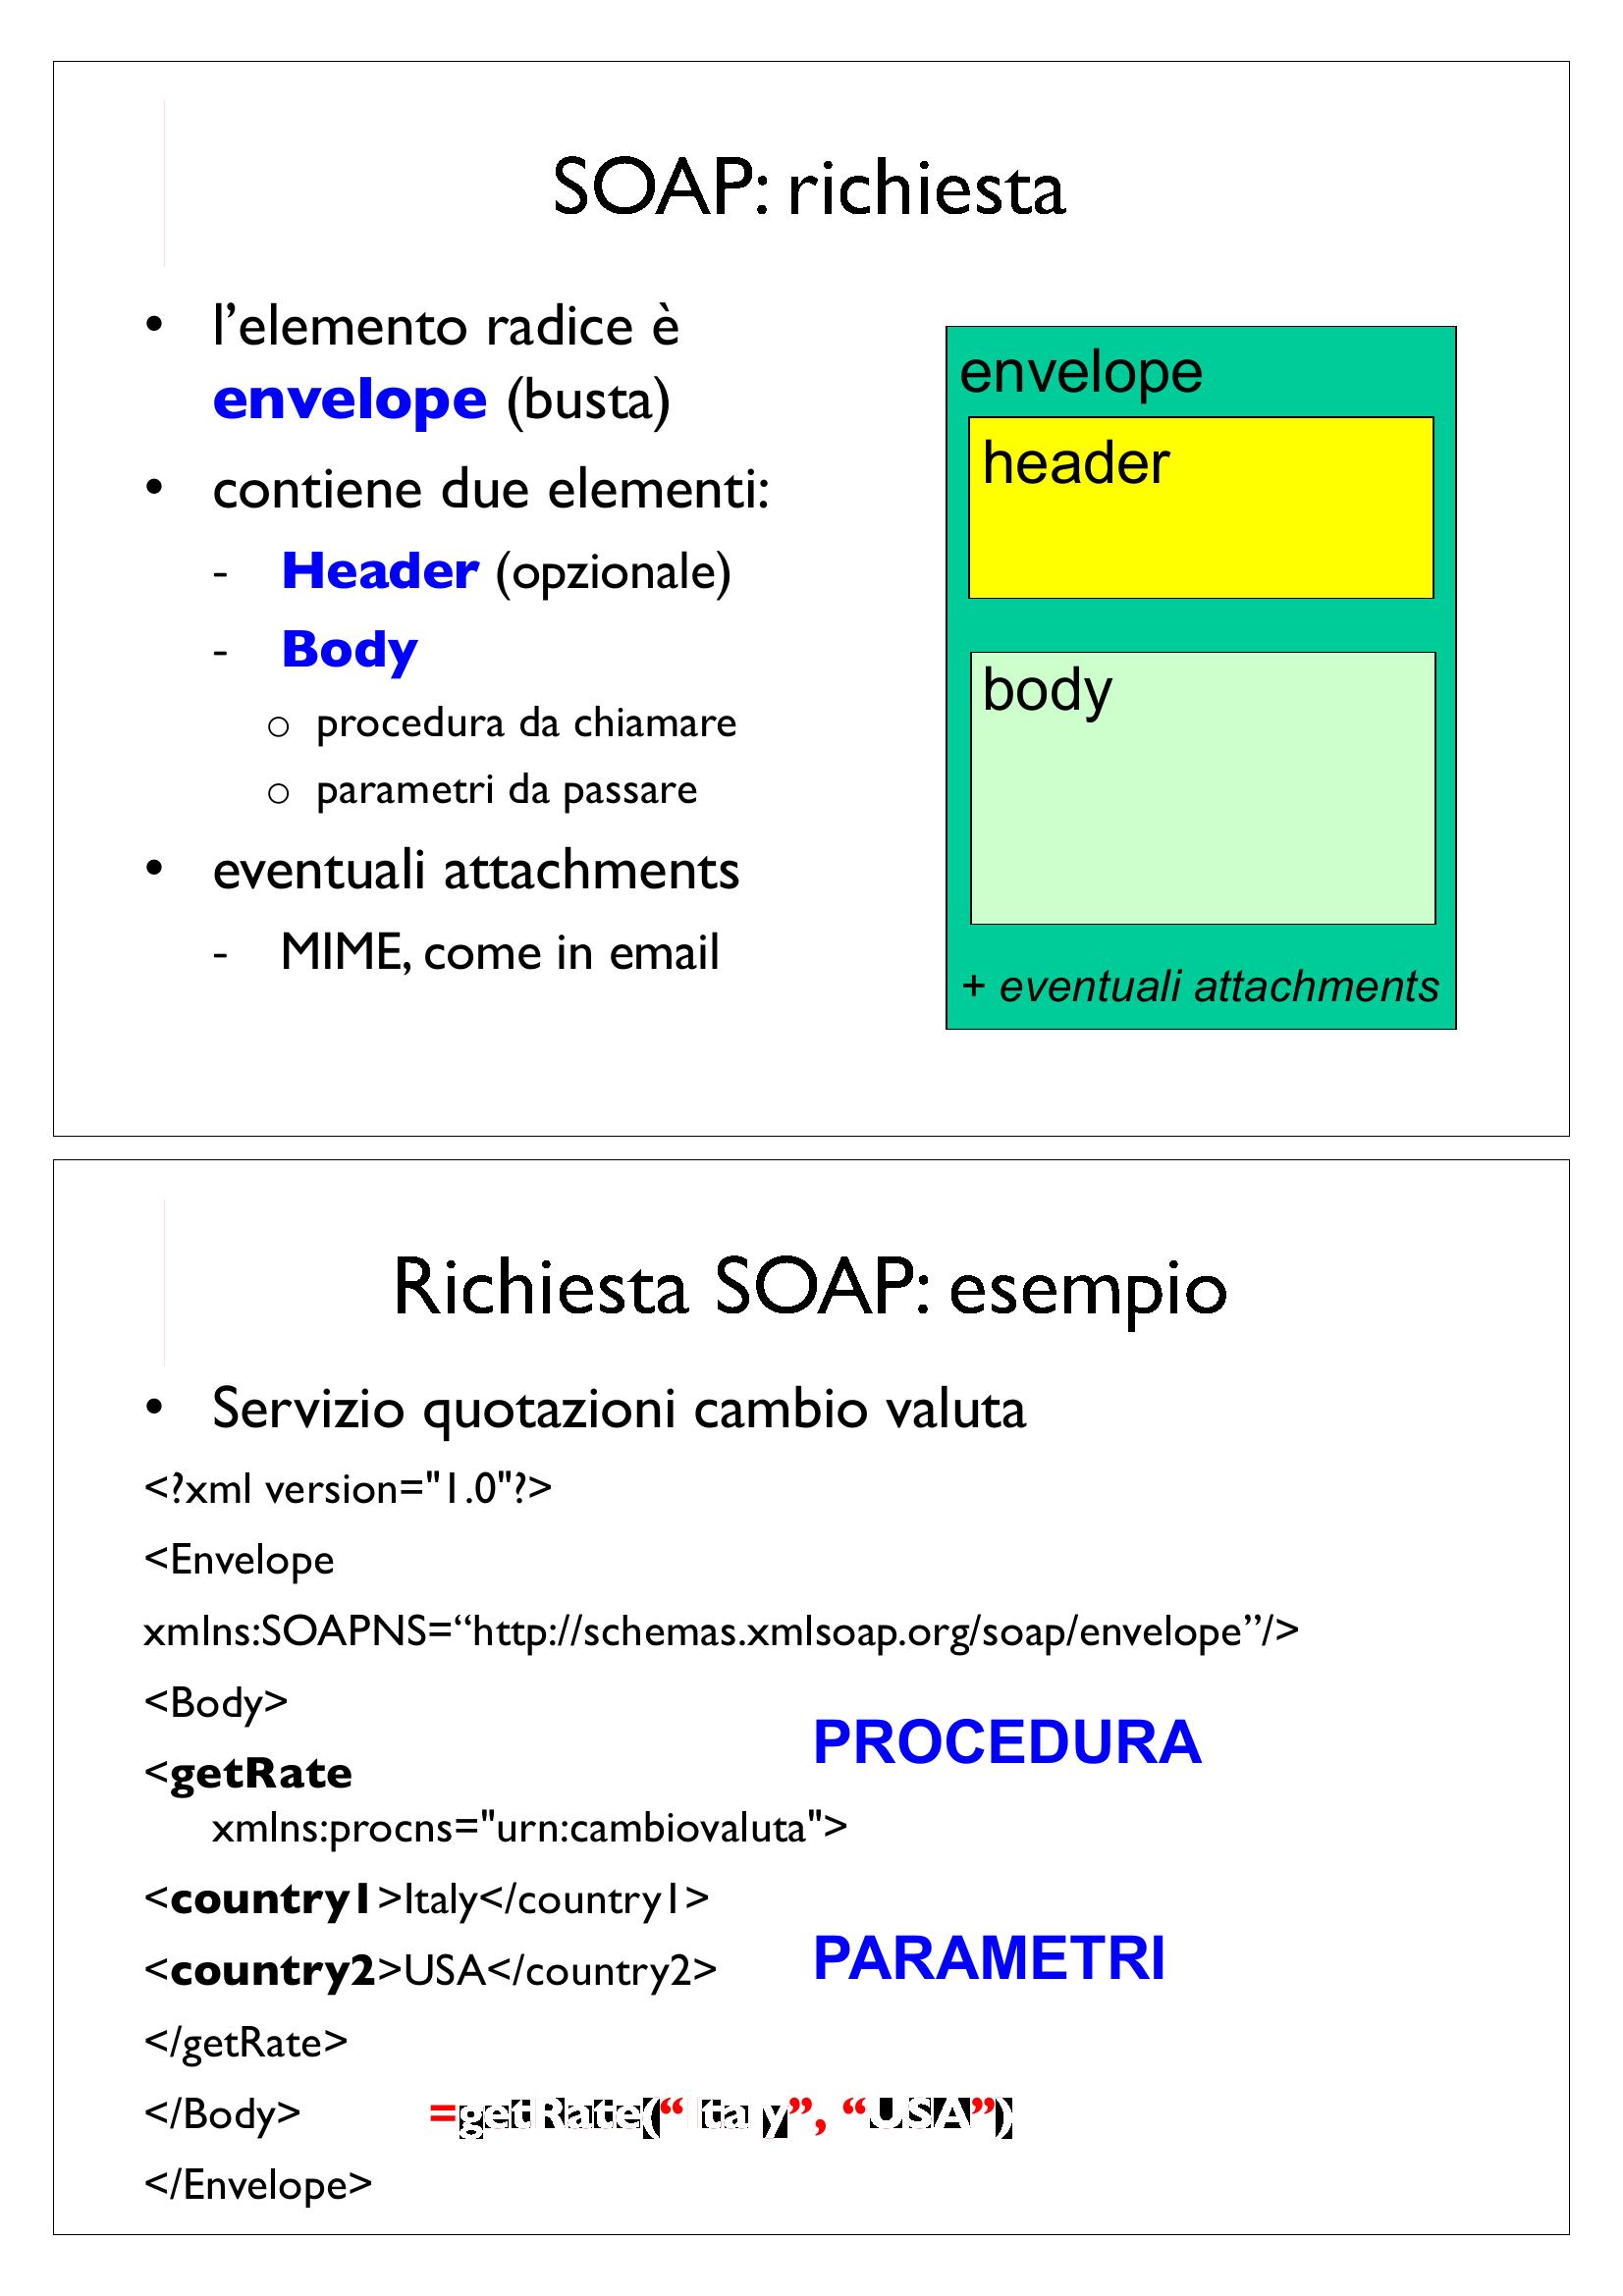 SOAP: richiesta
• l’elemento radice è
envelope (busta)
• contiene due elementi:
- Header (opzionale)
- Body
o procedura da chiamare
o parametri da passare
• eventuali attachments
- MIME, come in email
envelope
header
body
+ eventuali attachments
Richiesta SOAP: esempio
• Servizio quotazioni cambio valuta
<?xml version="1.0"?>
<Envelope
xmlns:SOAPNS=“http://schemas.xmlsoap.org/soap/envelope”/>
<Body>
PROCEDURA
<getRate
xmlns:procns="urn:cambiovaluta">
<country1>Italy</country1>
PARAMETRI
<country2>USA</country2>
</getRate>
</Body> =getRate(“Italy”, “USA”)
</Envelope>